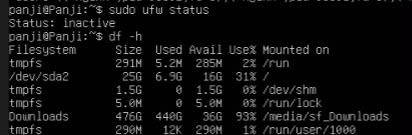 panji@Panji:~$ sudo ufw status
Status: inactive
panji@Panji:~$ df -h
Filesystem Size Used Avail Use% Mounted on
tmpfs 291M 5.2M 285M 2% /run
/dev/sda2 25G 6.9G 16G 31% /
tmpfs 1.5G 0 1.5G 0% /dev/shm
tmpfs 5.0M 0 5.0M 0% /run/lock
Downloads 476G 440G 36G 93% /media/sf_Downloads
tmpfs 290M 12K 290M 1% /run/user/1000